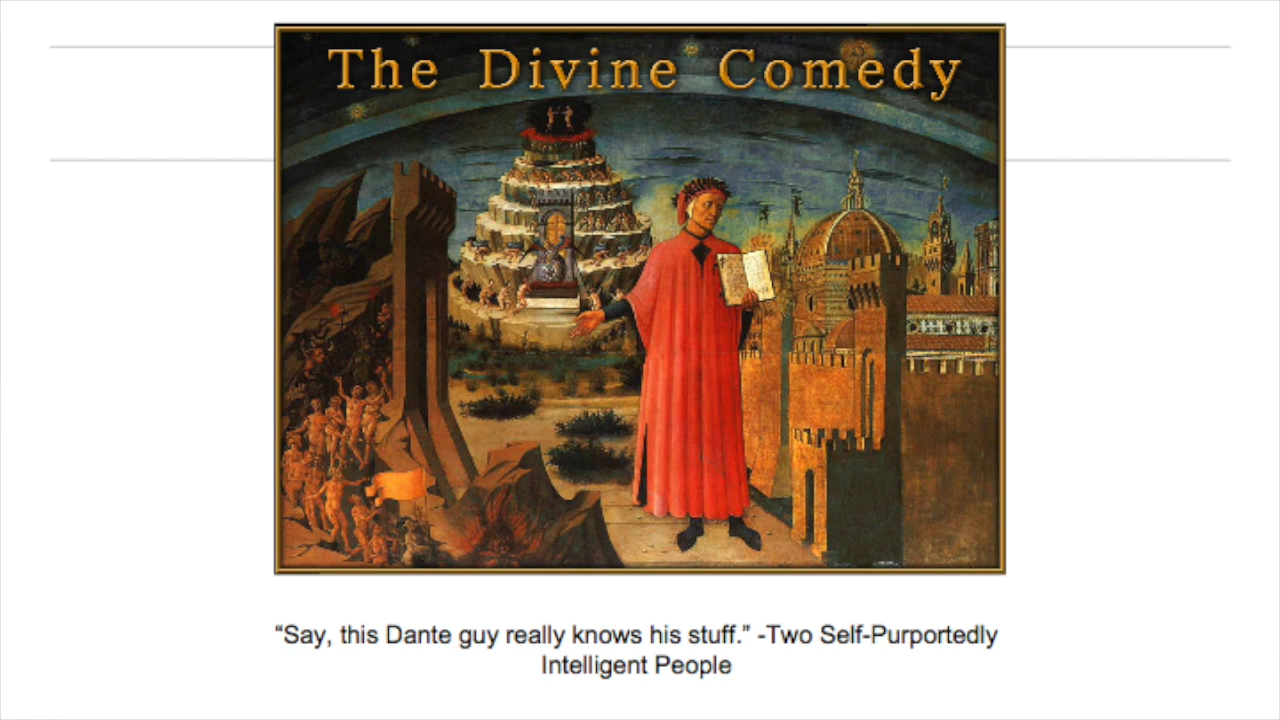 The Divine Comedy
“Say, this Dante guy really knows his stuff.” -Two Self-Purportedly
Intelligent People